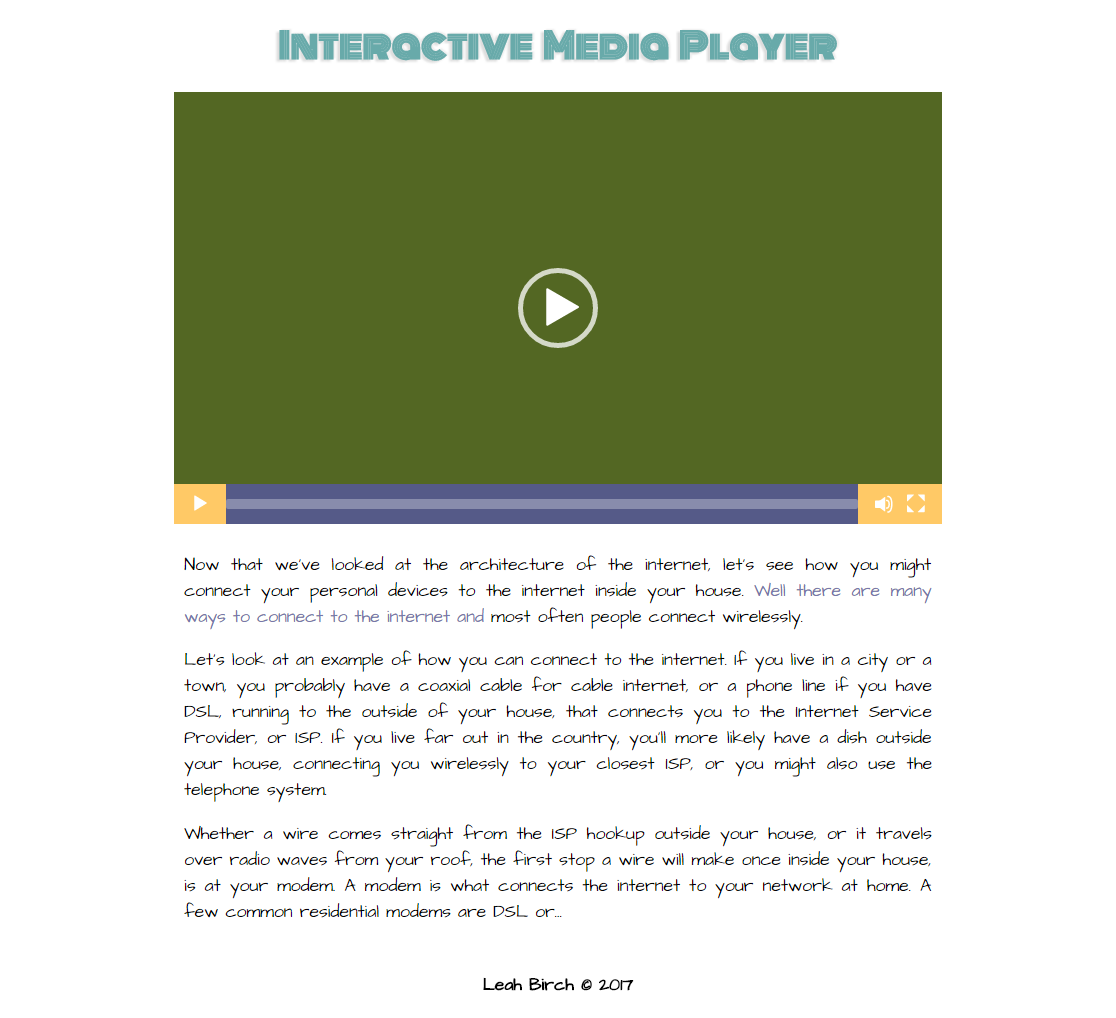 Interactive Media Player
Now that we've looked at the architecture of the internet, let's see how you might
connect your personal devices to the internet inside your house. Well there are many
ways to connect to the internet and most often people connect wirelessly.
Let's look at an example of how you can connect to the internet. If you live in a city or a
town, you probably have a coaxial cable for cable internet, or a phone line if you have
DSL, running to the outside of your house, that connects you to the Internet Service
Provider, or ISP. If you live far out in the country, you'll more likely have a dish outside
your house, connecting you wirelessly to your closest ISP, or you might also use the
telephone system.
Whether a wire comes straight from the ISP hookup outside your house, or it travels
over radio waves from your roof, the first stop a wire will make once inside your house,
is at your modem. A modem is what connects the internet to your network at home. A
few common residential modems are DSL or...
Leah Birch © 2017